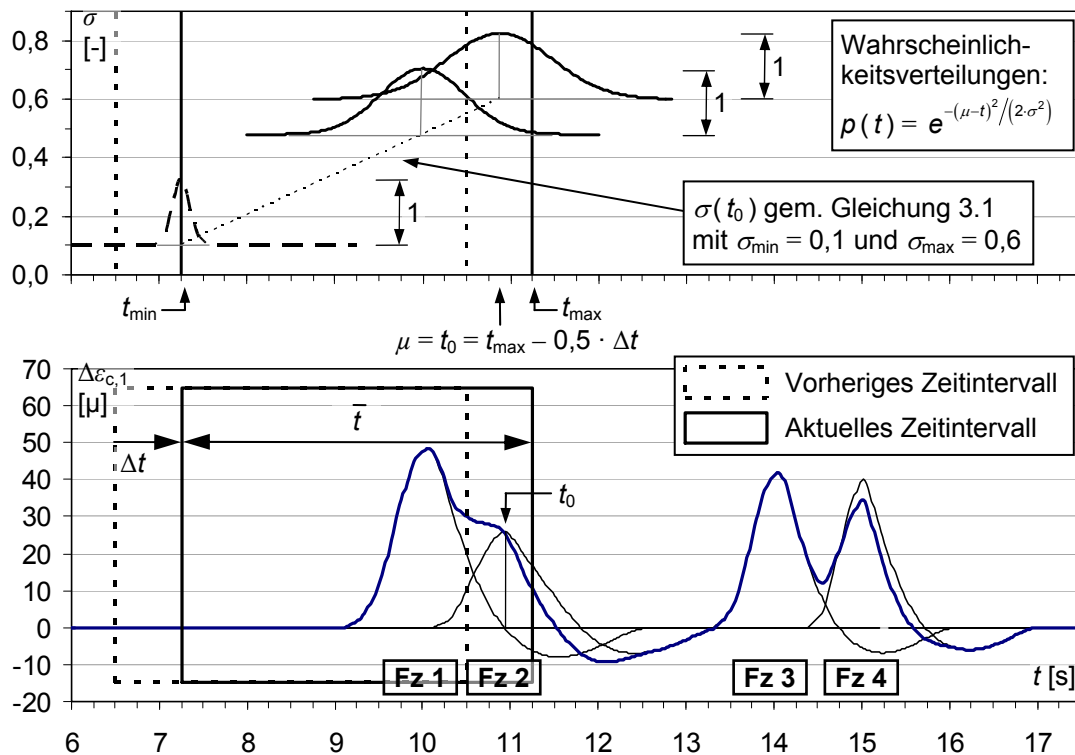 σ
[-]
0,8
0,6
0,4
0,2
0,0
1
1
1
Wahrscheinlich-
keitsverteilungen:
p(t) = e^{-(μ-t)²/(2·σ²)}
σ(t₀) gem. Gleichung 3.1
mit σmin = 0,1 und σmax = 0,6
tmin
tmax
μ = t₀ = tmax – 0,5 · Δt
Δεc,1
[μ]
70
60
50
40
30
20
10
0
-10
-20
Vorheriges Zeitintervall
Aktuelles Zeitintervall
t̅
Δt
t₀
Fz 1
Fz 2
Fz 3
Fz 4
t [s]
6 7 8 9 10 11 12 13 14 15 16 17